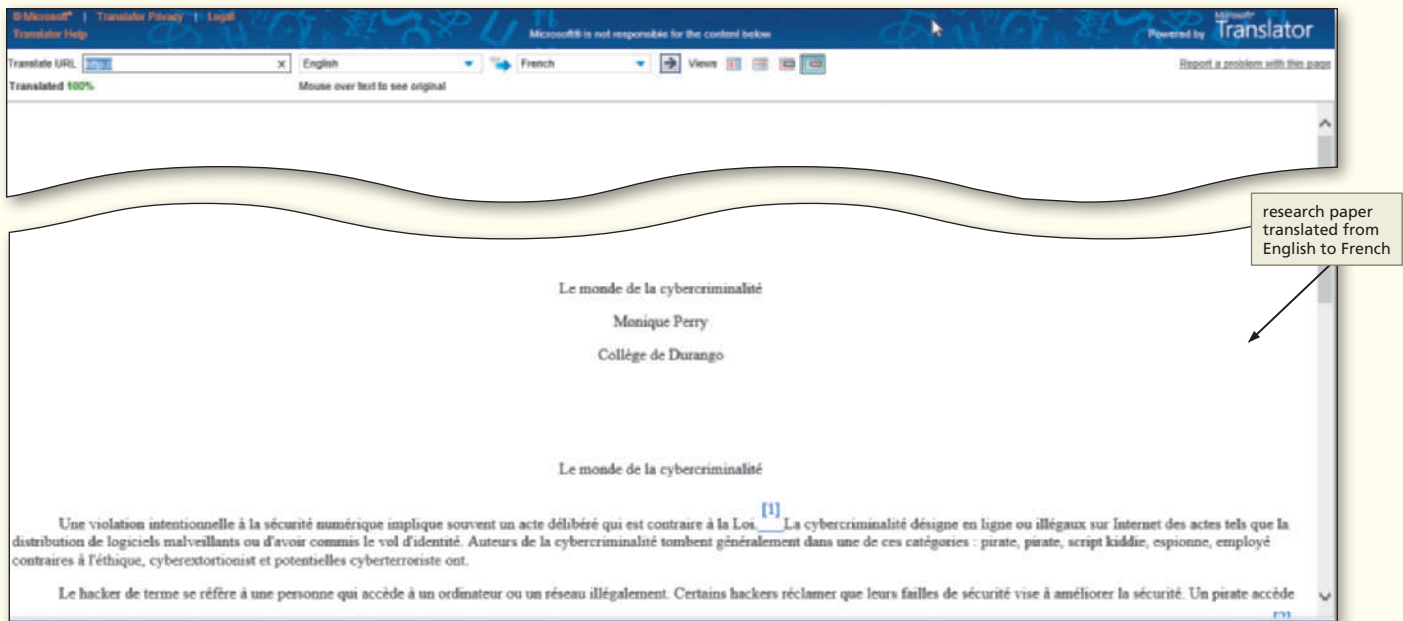 © Microsoft® | Translator Privacy | Legal
Translator Help
Microsoft® is not responsible for the content below
Powered by Microsoft® Translator
Translate URL http:// x English French Views Report a problem with this page
Translated 100% Mouse over text to see original
research paper
translated from
English to French
Le monde de la cybercriminalité
Monique Perry
Collège de Durango
Le monde de la cybercriminalité
Une violation intentionnelle à la sécurité numérique implique souvent un acte délibéré qui est contraire à la Loi.[1] La cybercriminalité désigne en ligne ou illégaux sur Internet des actes tels que la
distribution de logiciels malveillants ou d'avoir commis le vol d'identité. Auteurs de la cybercriminalité tombent généralement dans une de ces catégories : pirate, pirate, script kiddie, espionne, employé
contraires à l'éthique, cyberextortionist et potentielles cyberterroriste ont.
Le hacker de terme se réfère à une personne qui accède à un ordinateur ou un réseau illégalement. Certains hackers réclamer que leurs failles de sécurité vise à améliorer la sécurité. Un pirate accède